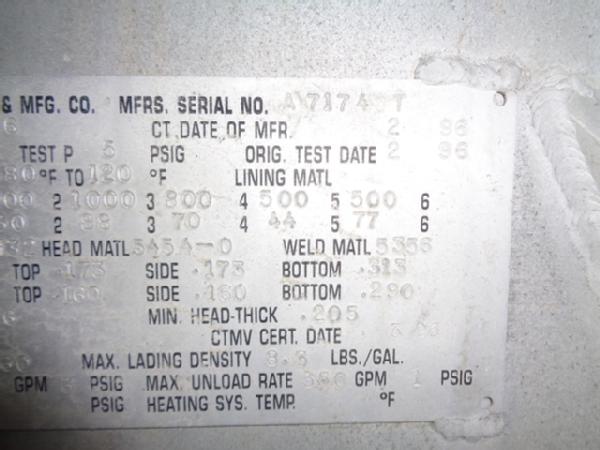 & MFG. CO. MFRS. SERIAL NO.
6 CT DATE OF MFR. 2 96
TEST P 5 PSIG ORIG. TEST DATE 2 96
°F TO 120 °F LINING MATL
00 2 1000 3 800 4 500 5 500 6
2 99 3 70 4 44 5 77 6
HEAD MATL 5454-0 WELD MATL 5356
TOP .173 SIDE .173 BOTTOM .313
TOP .160 SIDE .160 BOTTOM .290
6 MIN. HEAD-THICK .205
CTMV CERT. DATE
MAX. LADING DENSITY LBS./GAL.
GPM PSIG MAX. UNLOAD RATE GPM 1 PSIG
PSIG HEATING SYS. TEMP. °F